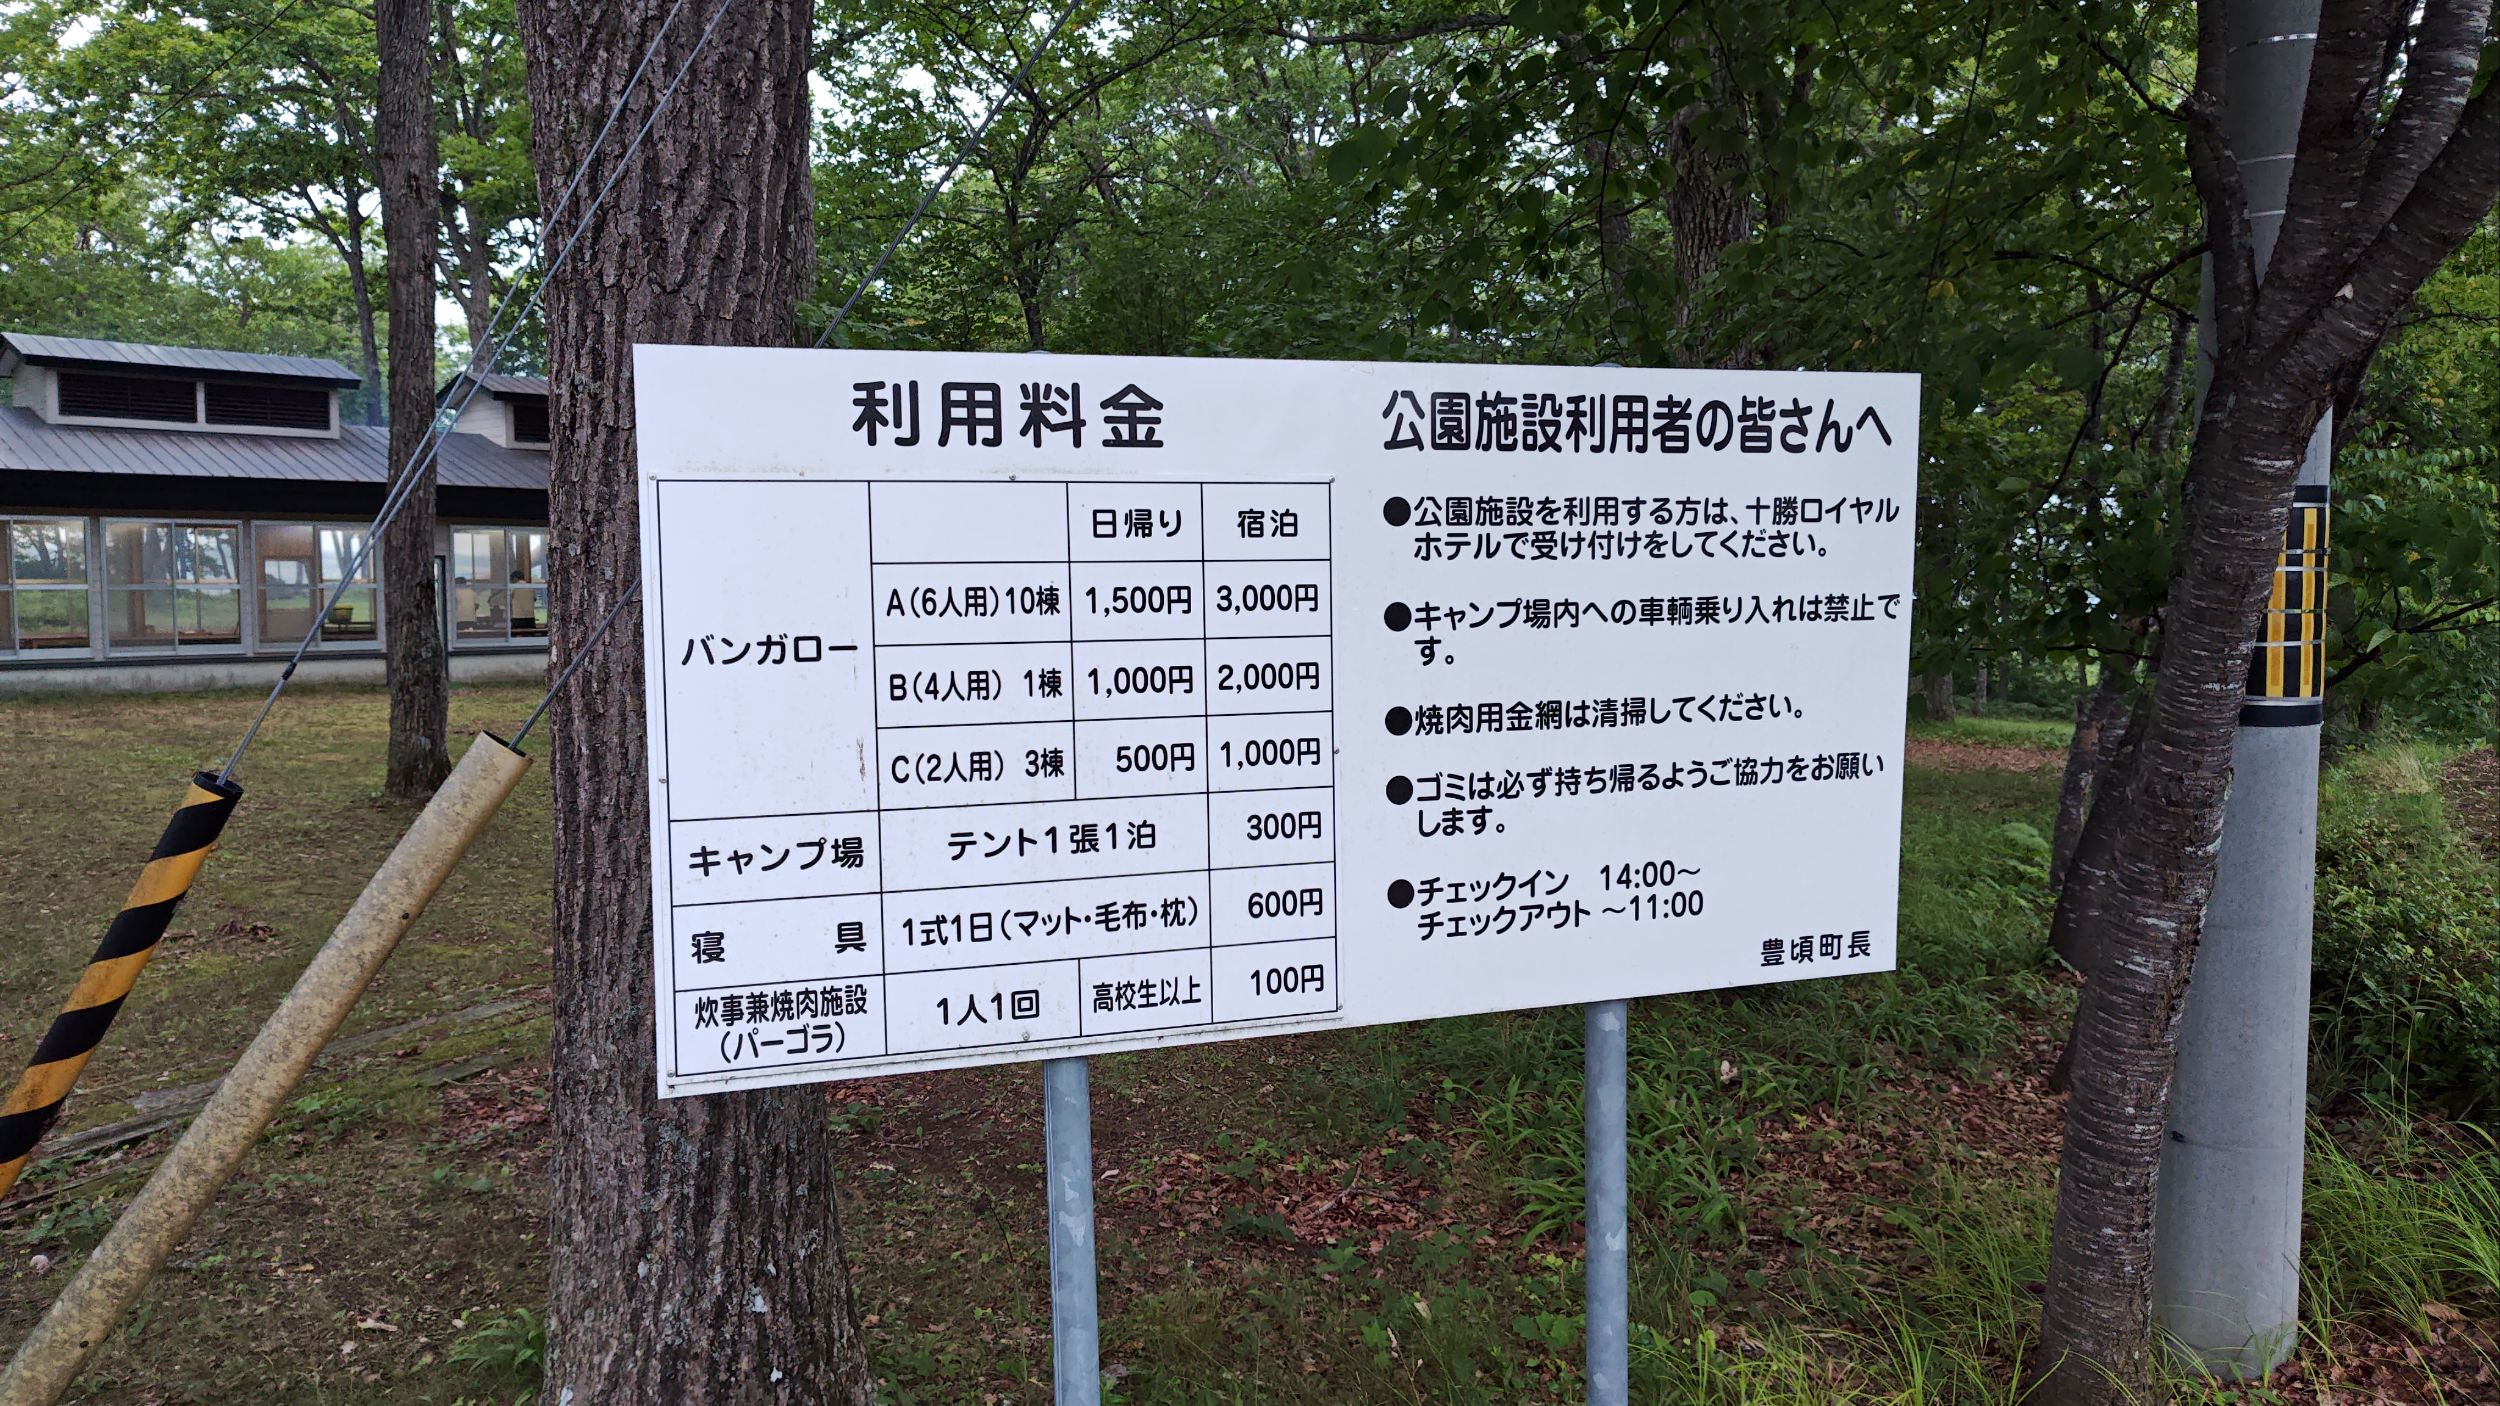 利用料金
日帰り 宿泊
バンガロー
A(6人用)10棟 1,500円 3,000円
B(4人用) 1棟 1,000円 2,000円
C(2人用) 3棟 500円 1,000円
キャンプ場 テント1張1泊 300円
寝具 1式1日(マット・毛布・枕) 600円
炊事兼焼肉施設
(パーゴラ)
1人1回 高校生以上 100円
公園施設利用者の皆さんへ
●公園施設を利用する方は、十勝ロイヤル
ホテルで受け付けをしてください。
●キャンプ場内への車輌乗り入れは禁止で
す。
●焼肉用金網は清掃してください。
●ゴミは必ず持ち帰るようご協力をお願い
します。
●チェックイン 14:00～
チェックアウト ～11:00
豊頃町長